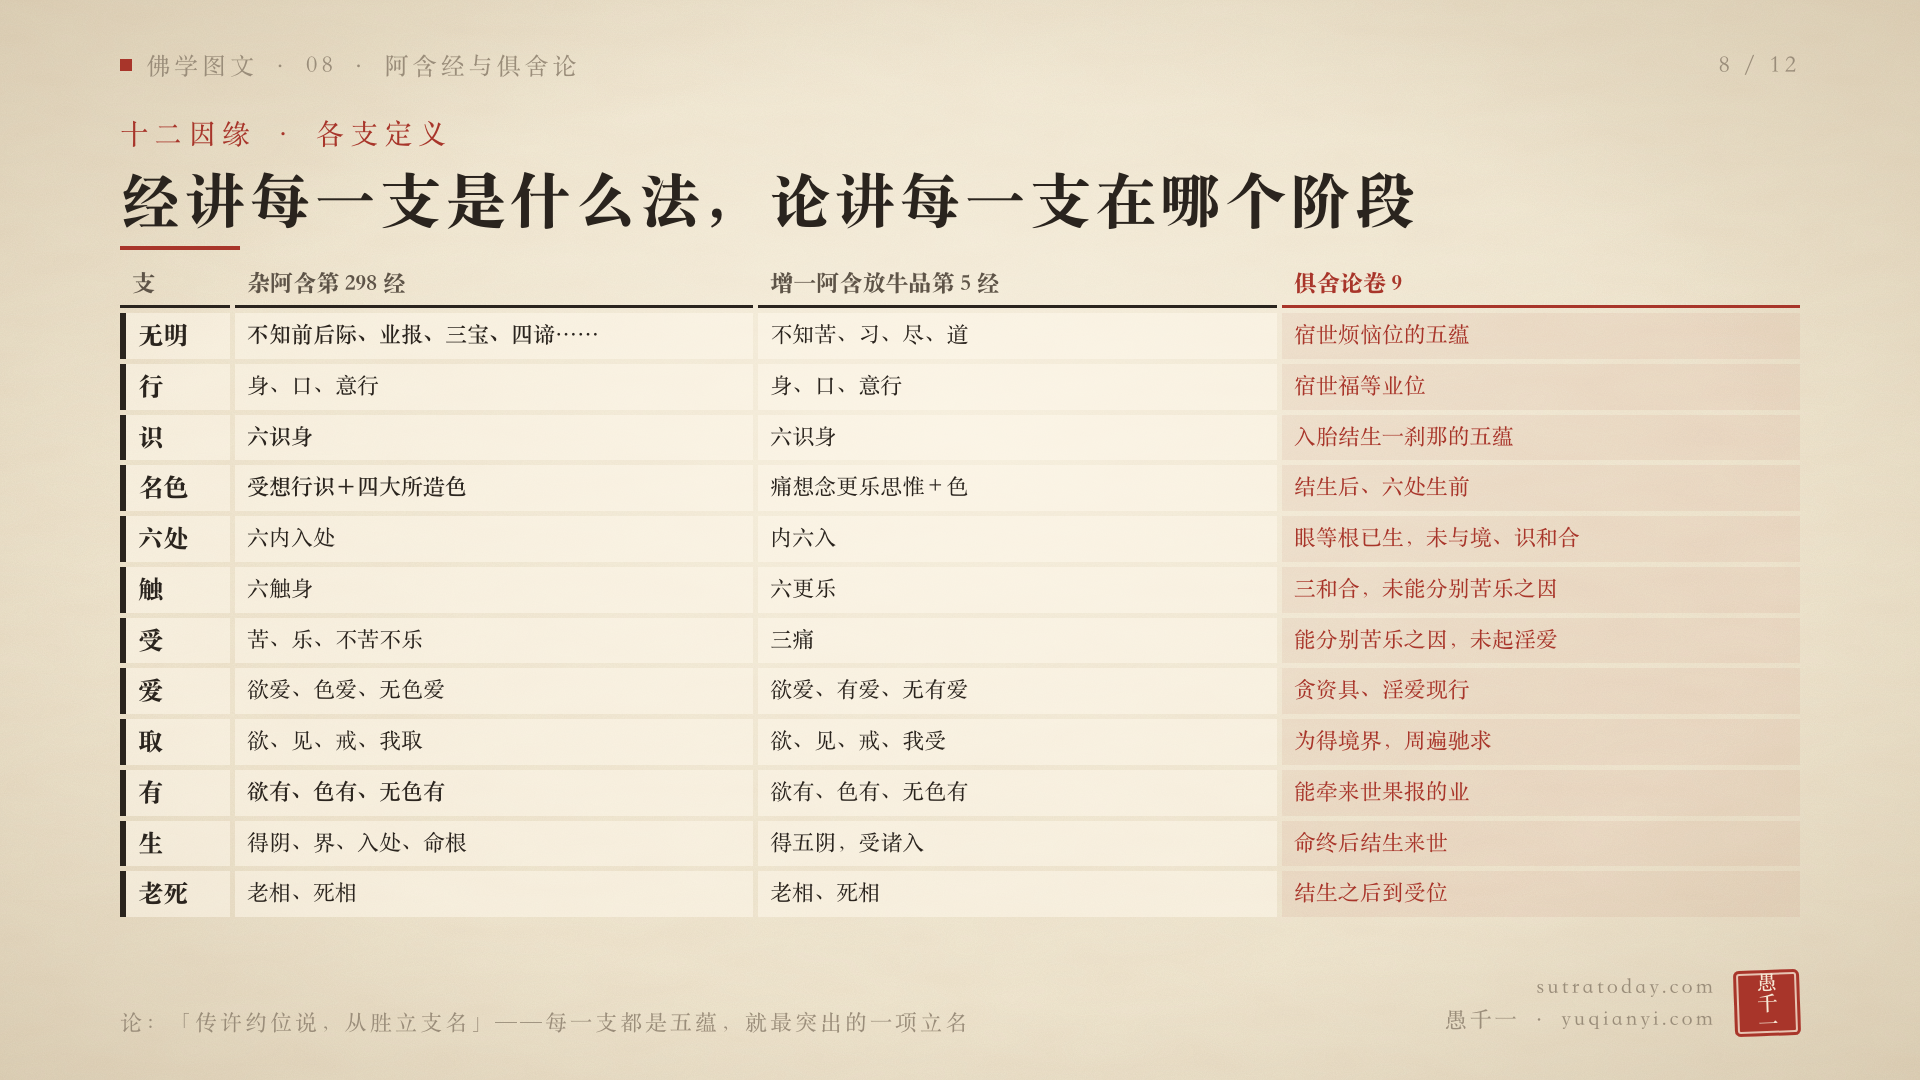 佛学图文 · 08 · 阿含经与俱舍论
8 / 12
十二因缘 · 各支定义
经讲每一支是什么法，论讲每一支在哪个阶段
支 杂阿含第 298 经 增一阿含放牛品第 5 经 俱舍论卷 9
无明 不知前后际、业报、三宝、四谛…… 不知苦、习、尽、道 宿世烦恼位的五蕴
行 身、口、意行 身、口、意行 宿世福等业位
识 六识身 六识身 入胎结生一刹那的五蕴
名色 受想行识＋四大所造色 痛想念更乐思惟＋色 结生后、六处生前
六处 六内入处 内六入 眼等根已生，未与境、识和合
触 六触身 六更乐 三和合，未能分别苦乐之因
受 苦、乐、不苦不乐 三痛 能分别苦乐之因，未起淫爱
爱 欲爱、色爱、无色爱 欲爱、有爱、无有爱 贪资具、淫爱现行
取 欲、见、戒、我取 欲、见、戒、我受 为得境界，周遍驰求
有 欲有、色有、无色有 欲有、色有、无色有 能牵来世果报的业
生 得阴、界、入处、命根 得五阴，受诸入 命终后结生来世
老死 老相、死相 老相、死相 结生之后到受位
论：「传许约位说，从胜立支名」——每一支都是五蕴，就最突出的一项立名
sutratoday.com
愚千一 · yuqianyi.com
愚千一